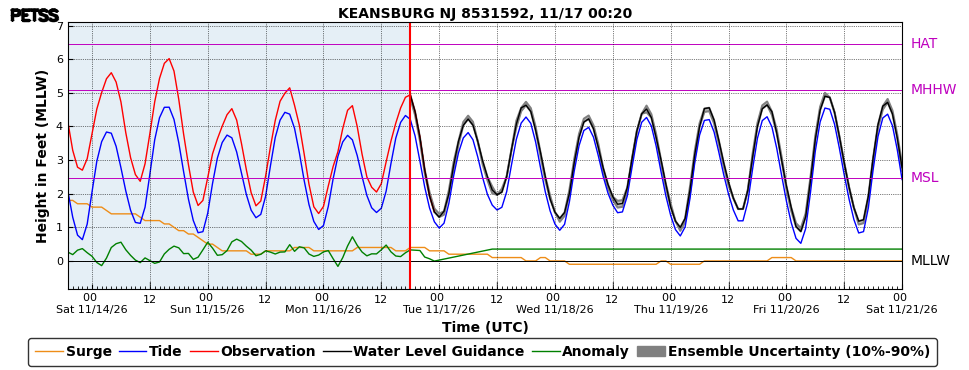 PETSS
KEANSBURG NJ 8531592, 11/17 00:20
Height in Feet (MLLW)
7
6
5
4
3
2
1
0
HAT
MHHW
MSL
MLLW
00 12 00 12 00 12 00 12 00 12 00 12 00 12 00
Sat 11/14/26 Sun 11/15/26 Mon 11/16/26 Tue 11/17/26 Wed 11/18/26 Thu 11/19/26 Fri 11/20/26 Sat 11/21/26
Time (UTC)
Surge Tide Observation Water Level Guidance Anomaly Ensemble Uncertainty (10%-90%)